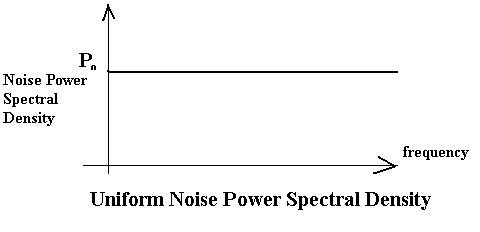 Pₒ
Noise Power
Spectral
Density
frequency
Uniform Noise Power Spectral Density